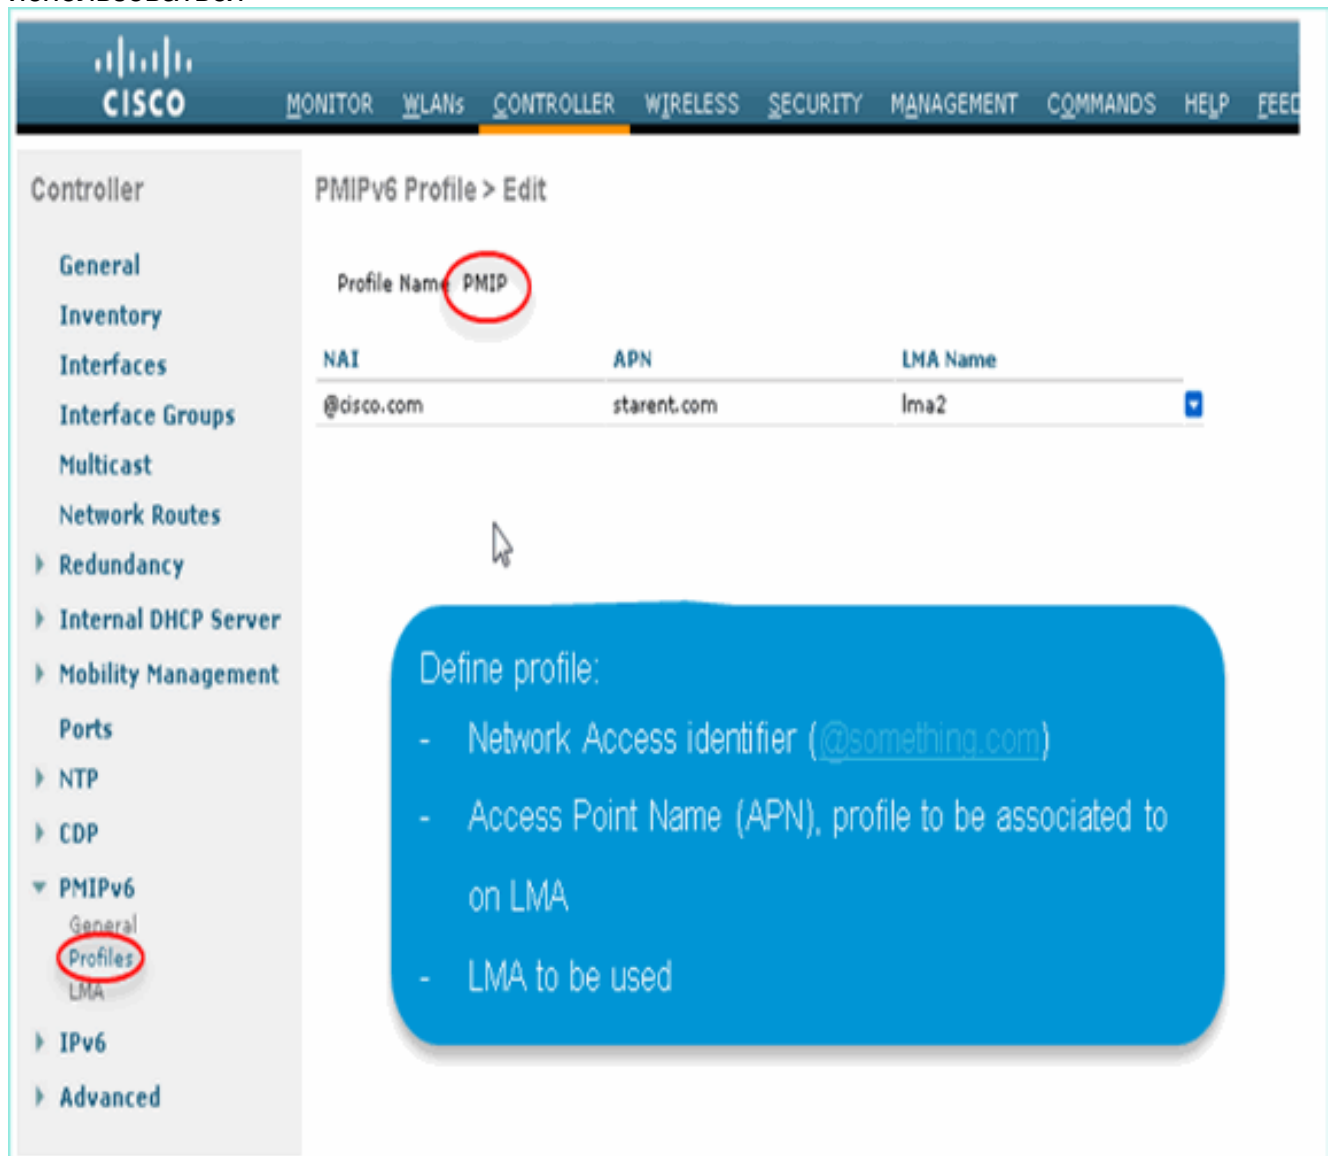 CISCO
MONITOR WLANs CONTROLLER WIRELESS SECURITY MANAGEMENT COMMANDS HELP FEED
Controller
General
Inventory
Interfaces
Interface Groups
Multicast
Network Routes
Redundancy
Internal DHCP Server
Mobility Management
Ports
NTP
CDP
PMIPv6
General
Profiles
LMA
IPv6
Advanced
PMIPv6 Profile > Edit
Profile Name PMIP
NAI APN LMA Name
@cisco.com starent.com lma2
Define profile:
- Network Access identifier (@something.com)
- Access Point Name (APN), profile to be associated to
on LMA
- LMA to be used